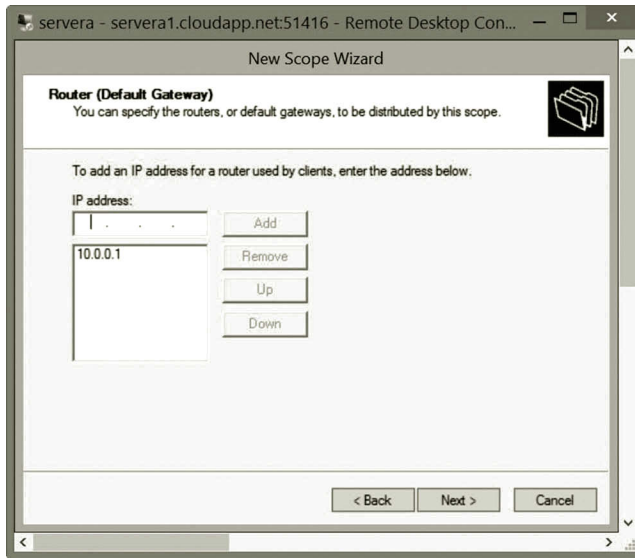 servera - servera1.cloudapp.net:51416 - Remote Desktop Con...
New Scope Wizard
Router (Default Gateway)
You can specify the routers, or default gateways, to be distributed by this scope.
To add an IP address for a router used by clients, enter the address below.
IP address:
Add
10.0.0.1
Remove
Up
Down
< Back
Next >
Cancel